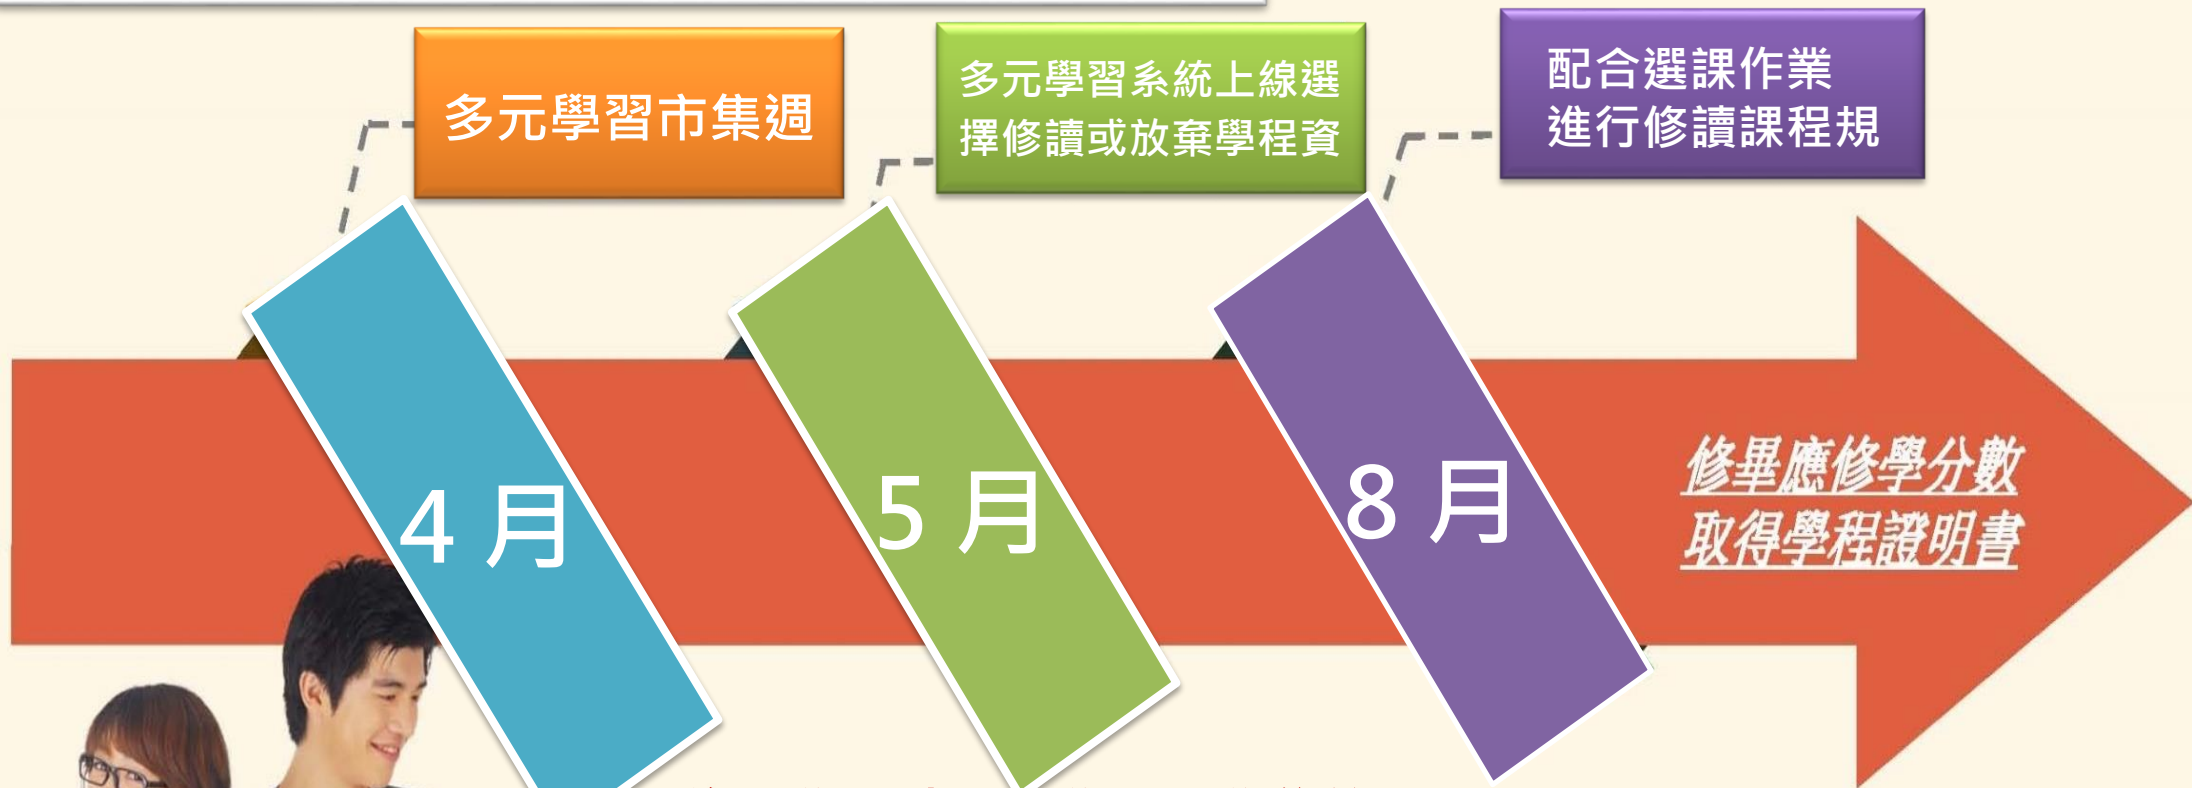 多元學習市集週
多元學習系統上線選
擇修讀或放棄學程資
配合選課作業
進行修讀課程規
4 月
5 月
8 月
修畢應修學分數
取得學程證明書